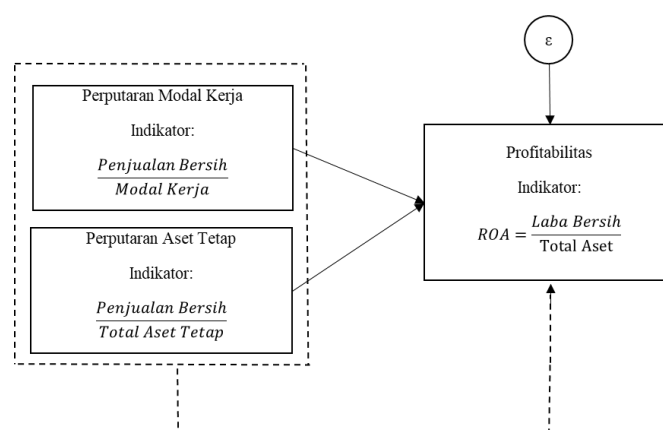 ε
Perputaran Modal Kerja
Indikator:
Penjualan Bersih
Modal Kerja
Perputaran Aset Tetap
Indikator:
Penjualan Bersih
Total Aset Tetap
Profitabilitas
Indikator:
ROA = Laba Bersih
Total Aset